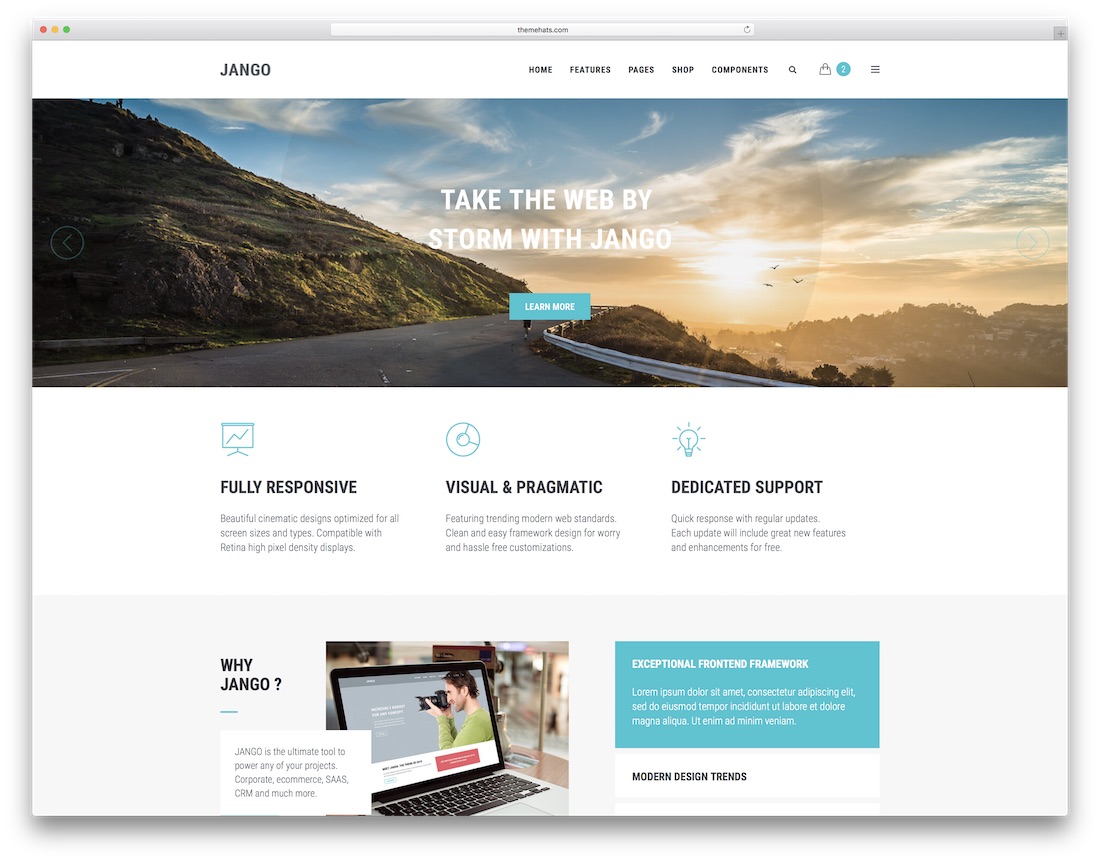 themehats.com
JANGO
HOME FEATURES PAGES SHOP COMPONENTS 2
TAKE THE WEB BY
STORM WITH JANGO
LEARN MORE
FULLY RESPONSIVE
Beautiful cinematic designs optimized for all
screen sizes and types. Compatible with
Retina high pixel density displays.
VISUAL & PRAGMATIC
Featuring trending modern web standards.
Clean and easy framework design for worry
and hassle free customizations.
DEDICATED SUPPORT
Quick response with regular updates.
Each update will include great new features
and enhancements for free.
WHY
JANGO ?
JANGO is the ultimate tool to
power any of your projects.
Corporate, ecommerce, SAAS,
CRM and much more.
EXCEPTIONAL FRONTEND FRAMEWORK
Lorem ipsum dolor sit amet, consectetur adipiscing elit,
sed do eiusmod tempor incididunt ut labore et dolore
magna aliqua. Ut enim ad minim veniam.
MODERN DESIGN TRENDS